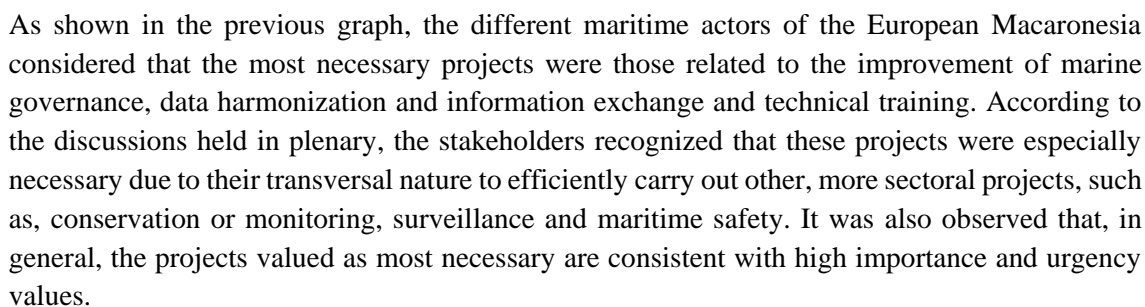 As shown in the previous graph, the different maritime actors of the European Macaronesia
considered that the most necessary projects were those related to the improvement of marine
governance, data harmonization and information exchange and technical training. According to
the discussions held in plenary, the stakeholders recognized that these projects were especially
necessary due to their transversal nature to efficiently carry out other, more sectoral projects, such
as, conservation or monitoring, surveillance and maritime safety. It was also observed that, in
general, the projects valued as most necessary are consistent with high importance and urgency
values.